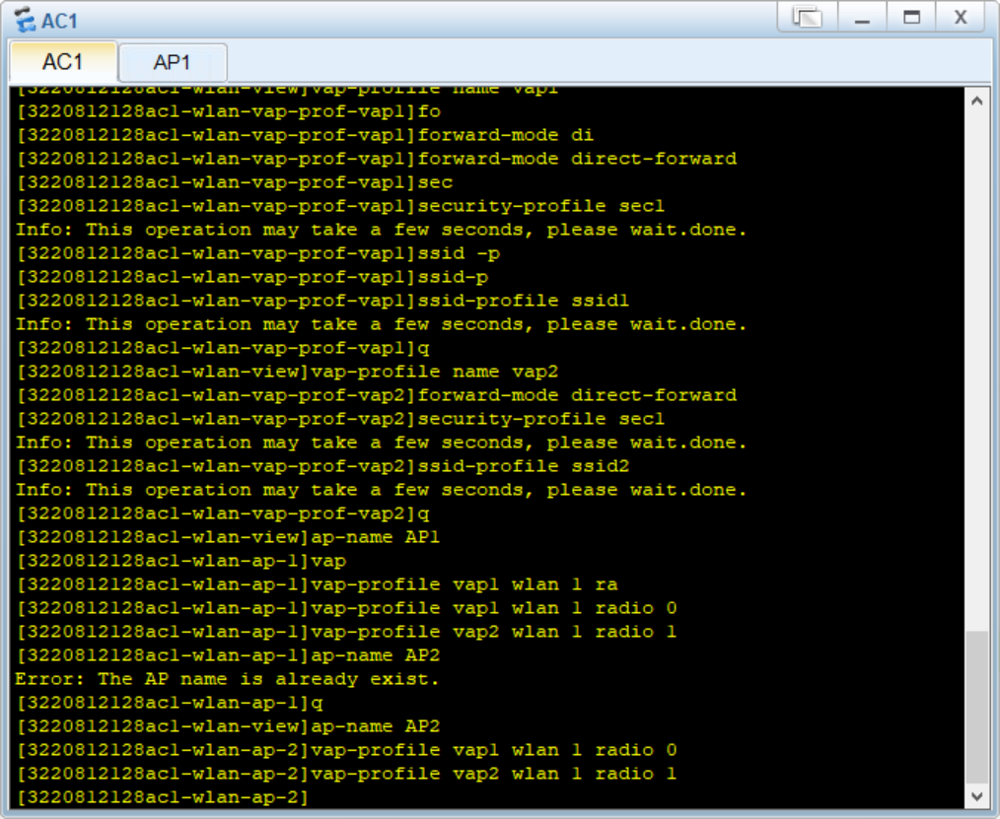 AC1
AC1
AP1
[3220812128ac1-wlan-view]vap-profile name vap1
[3220812128ac1-wlan-vap-prof-vap1]fo
[3220812128ac1-wlan-vap-prof-vap1]forward-mode di
[3220812128ac1-wlan-vap-prof-vap1]forward-mode direct-forward
[3220812128ac1-wlan-vap-prof-vap1]sec
[3220812128ac1-wlan-vap-prof-vap1]security-profile sec1
Info: This operation may take a few seconds, please wait.done.
[3220812128ac1-wlan-vap-prof-vap1]ssid -p
[3220812128ac1-wlan-vap-prof-vap1]ssid-p
[3220812128ac1-wlan-vap-prof-vap1]ssid-profile ssid1
Info: This operation may take a few seconds, please wait.done.
[3220812128ac1-wlan-vap-prof-vap1]q
[3220812128ac1-wlan-view]vap-profile name vap2
[3220812128ac1-wlan-vap-prof-vap2]forward-mode direct-forward
[3220812128ac1-wlan-vap-prof-vap2]security-profile sec1
Info: This operation may take a few seconds, please wait.done.
[3220812128ac1-wlan-vap-prof-vap2]ssid-profile ssid2
Info: This operation may take a few seconds, please wait.done.
[3220812128ac1-wlan-vap-prof-vap2]q
[3220812128ac1-wlan-view]ap-name AP1
[3220812128ac1-wlan-ap-1]vap
[3220812128ac1-wlan-ap-1]vap-profile vap1 wlan 1 ra
[3220812128ac1-wlan-ap-1]vap-profile vap1 wlan 1 radio 0
[3220812128ac1-wlan-ap-1]vap-profile vap2 wlan 1 radio 1
[3220812128ac1-wlan-ap-1]ap-name AP2
Error: The AP name is already exist.
[3220812128ac1-wlan-ap-1]q
[3220812128ac1-wlan-view]ap-name AP2
[3220812128ac1-wlan-ap-2]vap-profile vap1 wlan 1 radio 0
[3220812128ac1-wlan-ap-2]vap-profile vap2 wlan 1 radio 1
[3220812128ac1-wlan-ap-2]